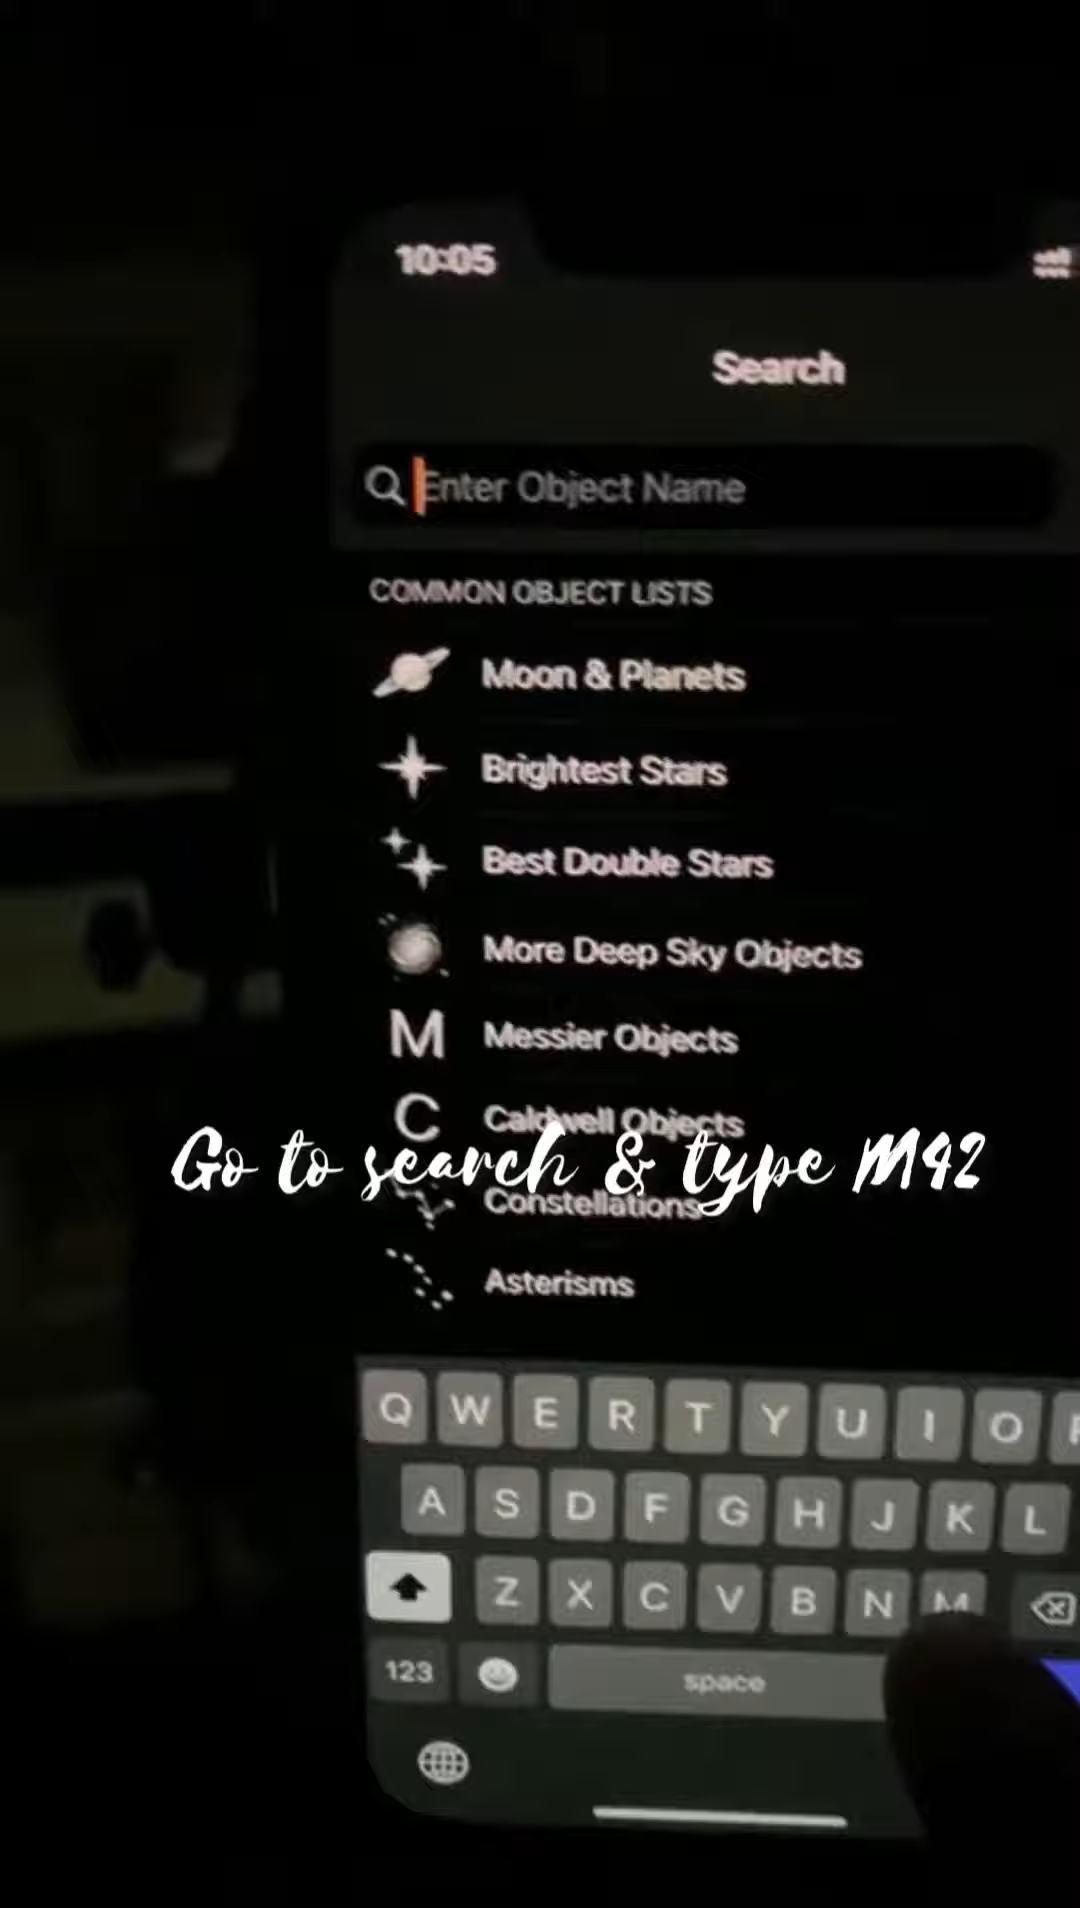 10:05
Search
Enter Object Name
COMMON OBJECT LISTS
Moon & Planets
Brightest Stars
Best Double Stars
More Deep Sky Objects
M Messier Objects
C Caldwell Objects
Go to search & type M42
Constellations
Asterisms
Q W E R T Y U I O P
A S D F G H J K L
Z X C V B N M
123 space